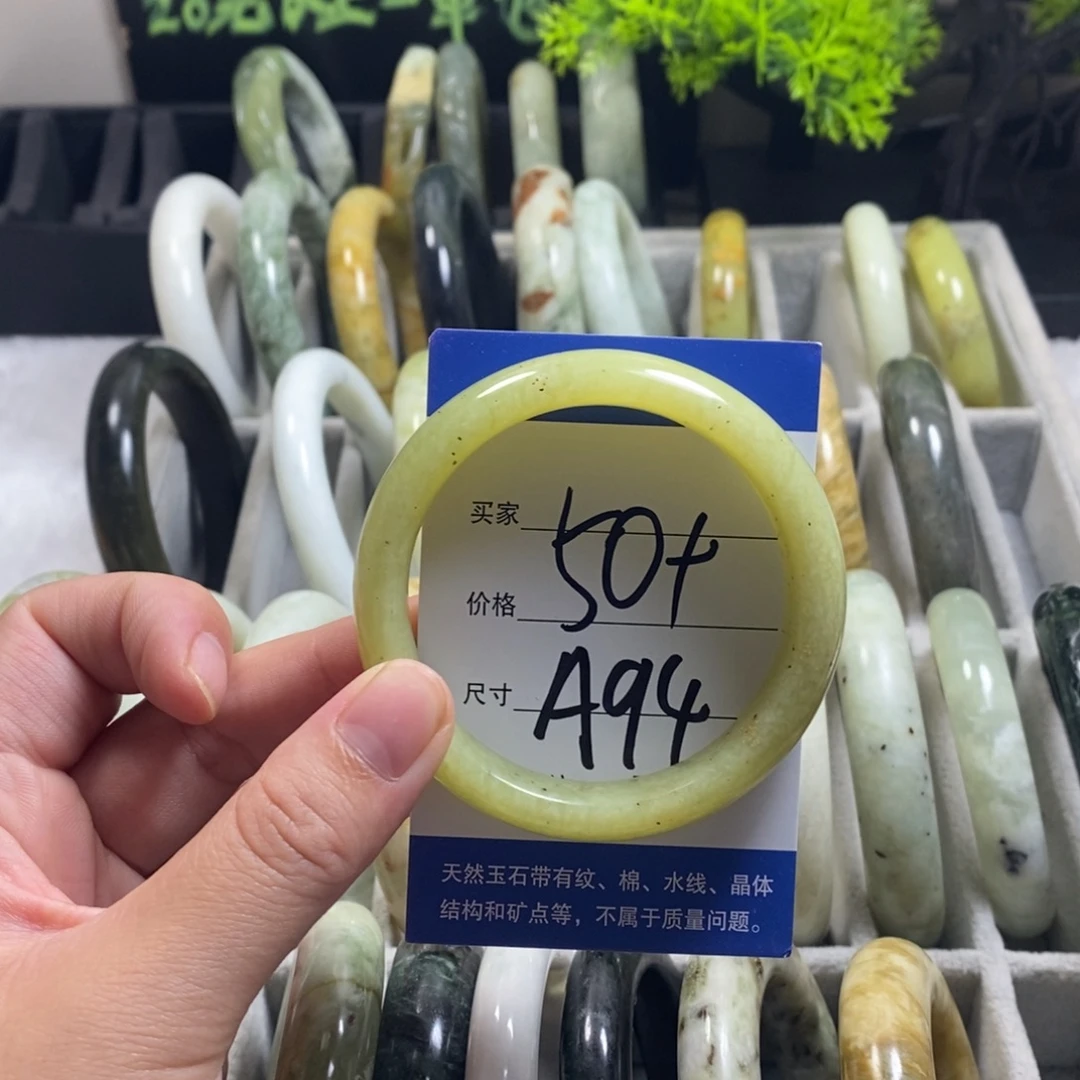 买家
50+
价格
A94
尺寸
天然玉石带有纹、棉、水线、晶体
结构和矿点等，不属于质量问题。